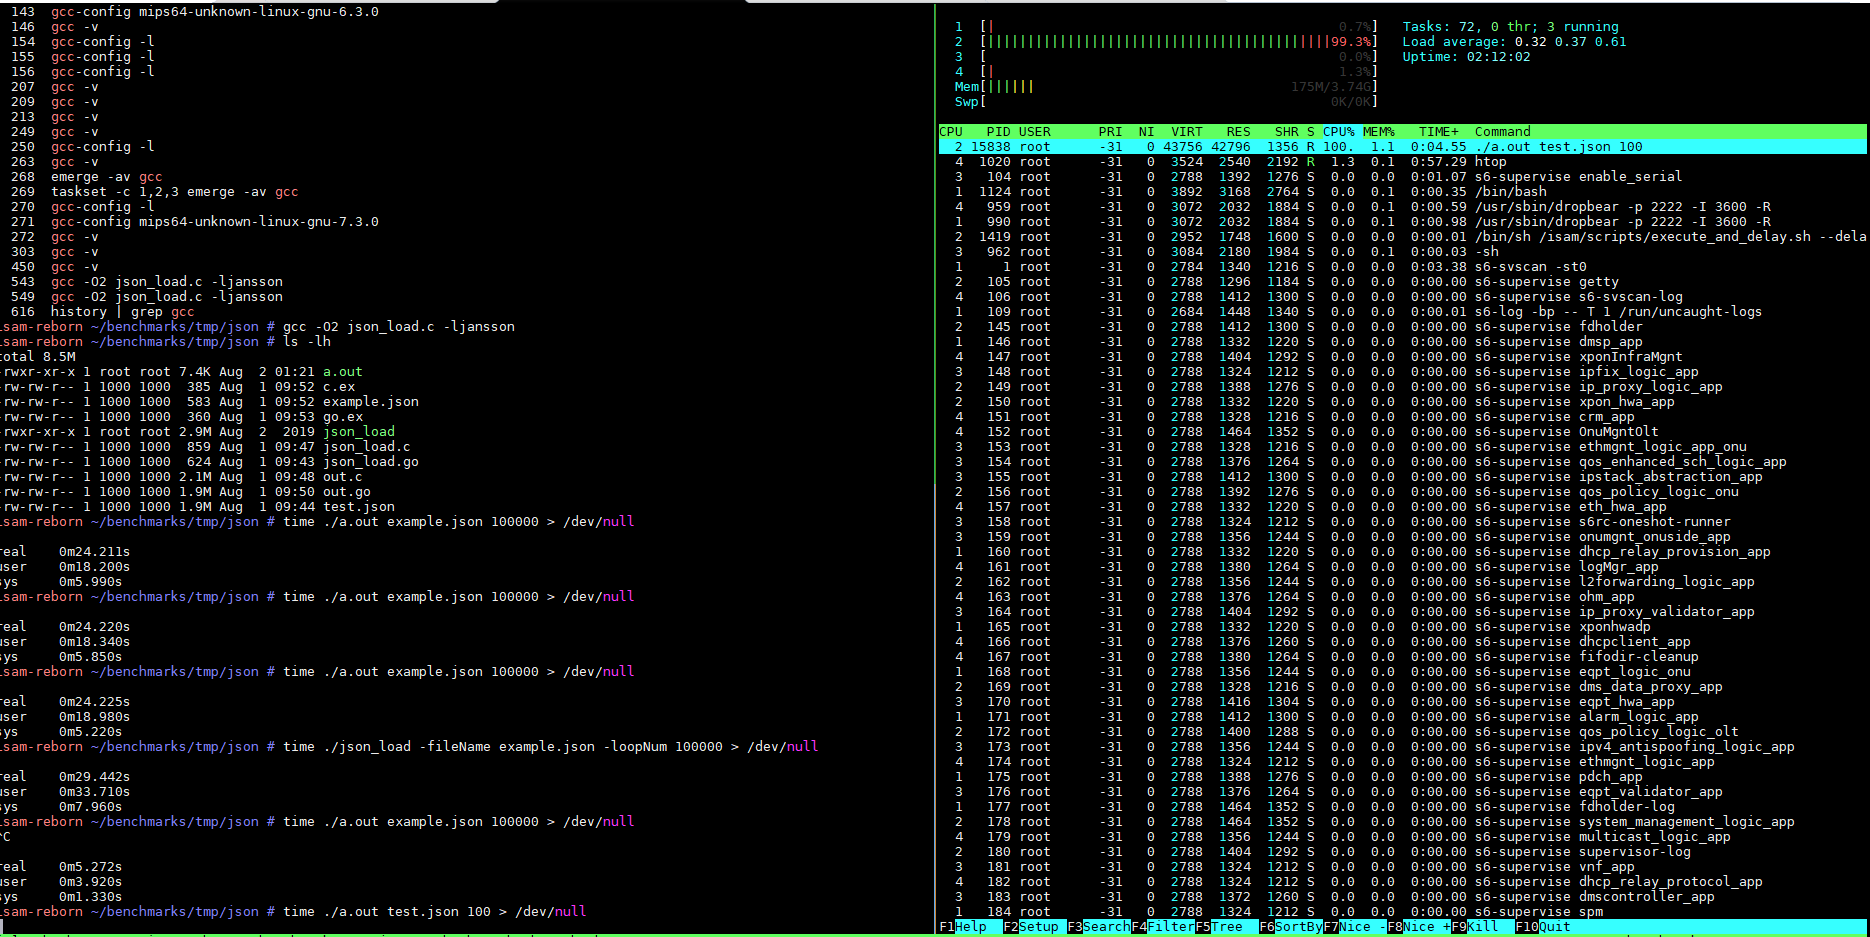 143 gcc-config mips64-unknown-linux-gnu-6.3.0
146 gcc -v
154 gcc-config -l
155 gcc-config -l
156 gcc-config -l
207 gcc -v
209 gcc -v
213 gcc -v
249 gcc -v
250 gcc-config -l
263 gcc -v
268 emerge -av gcc
269 taskset -c 1,2,3 emerge -av gcc
270 gcc-config -l
271 gcc-config mips64-unknown-linux-gnu-7.3.0
272 gcc -v
303 gcc -v
450 gcc -v
543 gcc -O2 json_load.c -ljansson
549 gcc -O2 json_load.c -ljansson
616 history | grep gcc
isam-reborn ~/benchmarks/tmp/json # gcc -O2 json_load.c -ljansson
isam-reborn ~/benchmarks/tmp/json # ls -lh
total 8.5M
-rwxr-xr-x 1 root root 7.4K Aug 2 01:21 a.out
-rw-rw-r-- 1 1000 1000 385 Aug 1 09:52 c.ex
-rw-rw-r-- 1 1000 1000 583 Aug 1 09:52 example.json
-rw-rw-r-- 1 1000 1000 360 Aug 1 09:53 go.ex
-rwxr-xr-x 1 root root 2.9M Aug 2 2019 json_load
-rw-rw-r-- 1 1000 1000 859 Aug 1 09:47 json_load.c
-rw-rw-r-- 1 1000 1000 624 Aug 1 09:43 json_load.go
-rw-rw-r-- 1 1000 1000 2.1M Aug 1 09:48 out.c
-rw-rw-r-- 1 1000 1000 1.9M Aug 1 09:50 out.go
-rw-rw-r-- 1 1000 1000 1.9M Aug 1 09:44 test.json
isam-reborn ~/benchmarks/tmp/json # time ./a.out example.json 100000 > /dev/null
real 0m24.211s
user 0m18.200s
sys 0m5.990s
isam-reborn ~/benchmarks/tmp/json # time ./a.out example.json 100000 > /dev/null
real 0m24.220s
user 0m18.340s
sys 0m5.850s
isam-reborn ~/benchmarks/tmp/json # time ./a.out example.json 100000 > /dev/null
real 0m24.225s
user 0m18.980s
sys 0m5.220s
isam-reborn ~/benchmarks/tmp/json # time ./json_load -fileName example.json -loopNum 100000 > /dev/null
real 0m29.442s
user 0m33.710s
sys 0m7.960s
isam-reborn ~/benchmarks/tmp/json # time ./a.out example.json 100000 > /dev/null
^C
real 0m5.272s
user 0m3.920s
sys 0m1.330s
isam-reborn ~/benchmarks/tmp/json # time ./a.out test.json 100 > /dev/null
1 [| 0.7%] Tasks: 72, 0 thr; 3 running
2 [|||||||||||||||||||||||||||||||||||||||||||99.3%] Load average: 0.32 0.37 0.61
3 [ 0.0%] Uptime: 02:12:02
4 [| 1.3%]
Mem[|||||| 175M/3.74G]
Swp[ 0K/0K]
CPU PID USER PRI NI VIRT RES SHR S CPU% MEM% TIME+ Command
2 15838 root -31 0 43756 42796 1356 R 100. 1.1 0:04.55 ./a.out test.json 100
4 1020 root -31 0 3524 2540 2192 R 1.3 0.1 0:57.29 htop
3 104 root -31 0 2788 1392 1276 S 0.0 0.0 0:01.07 s6-supervise enable_serial
1 1124 root -31 0 3892 3168 2764 S 0.0 0.1 0:00.35 /bin/bash
4 959 root -31 0 3072 2032 1884 S 0.0 0.1 0:00.59 /usr/sbin/dropbear -p 2222 -I 3600 -R
1 990 root -31 0 3072 2032 1884 S 0.0 0.1 0:00.98 /usr/sbin/dropbear -p 2222 -I 3600 -R
2 1419 root -31 0 2952 1748 1600 S 0.0 0.0 0:00.01 /bin/sh /isam/scripts/execute_and_delay.sh --dela
3 962 root -31 0 3084 2180 1984 S 0.0 0.1 0:00.03 -sh
1 1 root -31 0 2784 1340 1216 S 0.0 0.0 0:03.38 s6-svscan -st0
2 105 root -31 0 2788 1296 1184 S 0.0 0.0 0:00.00 s6-supervise getty
4 106 root -31 0 2788 1412 1300 S 0.0 0.0 0:00.00 s6-supervise s6-svscan-log
1 109 root -31 0 2684 1448 1340 S 0.0 0.0 0:00.01 s6-log -bp -- T 1 /run/uncaught-logs
2 145 root -31 0 2788 1412 1300 S 0.0 0.0 0:00.00 s6-supervise fdholder
1 146 root -31 0 2788 1332 1220 S 0.0 0.0 0:00.00 s6-supervise dmsp_app
4 147 root -31 0 2788 1404 1292 S 0.0 0.0 0:00.00 s6-supervise xponInfraMgnt
3 148 root -31 0 2788 1324 1212 S 0.0 0.0 0:00.00 s6-supervise ipfix_logic_app
2 149 root -31 0 2788 1388 1276 S 0.0 0.0 0:00.00 s6-supervise ip_proxy_logic_app
2 150 root -31 0 2788 1332 1220 S 0.0 0.0 0:00.00 s6-supervise xpon_hwa_app
4 151 root -31 0 2788 1328 1216 S 0.0 0.0 0:00.00 s6-supervise crm_app
4 152 root -31 0 2788 1464 1352 S 0.0 0.0 0:00.00 s6-supervise OnuMgntOlt
3 153 root -31 0 2788 1328 1216 S 0.0 0.0 0:00.00 s6-supervise ethmgnt_logic_app_onu
3 154 root -31 0 2788 1376 1264 S 0.0 0.0 0:00.00 s6-supervise qos_enhanced_sch_logic_app
3 155 root -31 0 2788 1412 1300 S 0.0 0.0 0:00.00 s6-supervise ipstack_abstraction_app
2 156 root -31 0 2788 1392 1276 S 0.0 0.0 0:00.00 s6-supervise qos_policy_logic_onu
4 157 root -31 0 2788 1332 1220 S 0.0 0.0 0:00.00 s6-supervise eth_hwa_app
3 158 root -31 0 2788 1324 1212 S 0.0 0.0 0:00.00 s6-supervise s6rc-oneshot-runner
3 159 root -31 0 2788 1356 1244 S 0.0 0.0 0:00.00 s6-supervise onumgnt_onuside_app
1 160 root -31 0 2788 1332 1220 S 0.0 0.0 0:00.00 s6-supervise dhcp_relay_provision_app
4 161 root -31 0 2788 1380 1264 S 0.0 0.0 0:00.00 s6-supervise logMgr_app
2 162 root -31 0 2788 1356 1244 S 0.0 0.0 0:00.00 s6-supervise l2forwarding_logic_app
4 163 root -31 0 2788 1376 1264 S 0.0 0.0 0:00.00 s6-supervise ohm_app
3 164 root -31 0 2788 1404 1292 S 0.0 0.0 0:00.00 s6-supervise ip_proxy_validator_app
1 165 root -31 0 2788 1332 1220 S 0.0 0.0 0:00.00 s6-supervise xponhwadp
4 166 root -31 0 2788 1376 1260 S 0.0 0.0 0:00.00 s6-supervise dhcpclient_app
4 167 root -31 0 2788 1380 1264 S 0.0 0.0 0:00.00 s6-supervise fifodir-cleanup
1 168 root -31 0 2788 1356 1244 S 0.0 0.0 0:00.00 s6-supervise eqpt_logic_onu
2 169 root -31 0 2788 1328 1216 S 0.0 0.0 0:00.00 s6-supervise dms_data_proxy_app
3 170 root -31 0 2788 1416 1304 S 0.0 0.0 0:00.00 s6-supervise eqpt_hwa_app
1 171 root -31 0 2788 1412 1300 S 0.0 0.0 0:00.00 s6-supervise alarm_logic_app
2 172 root -31 0 2788 1400 1288 S 0.0 0.0 0:00.00 s6-supervise qos_policy_logic_olt
3 173 root -31 0 2788 1356 1244 S 0.0 0.0 0:00.00 s6-supervise ipv4_antispoofing_logic_app
4 174 root -31 0 2788 1324 1212 S 0.0 0.0 0:00.00 s6-supervise ethmgnt_logic_app
1 175 root -31 0 2788 1388 1276 S 0.0 0.0 0:00.00 s6-supervise pdch_app
3 176 root -31 0 2788 1376 1264 S 0.0 0.0 0:00.00 s6-supervise eqpt_validator_app
1 177 root -31 0 2788 1464 1352 S 0.0 0.0 0:00.00 s6-supervise fdholder-log
2 178 root -31 0 2788 1464 1352 S 0.0 0.0 0:00.00 s6-supervise system_management_logic_app
4 179 root -31 0 2788 1356 1244 S 0.0 0.0 0:00.00 s6-supervise multicast_logic_app
2 180 root -31 0 2788 1404 1292 S 0.0 0.0 0:00.00 s6-supervise supervisor-log
3 181 root -31 0 2788 1324 1212 S 0.0 0.0 0:00.00 s6-supervise vnf_app
4 182 root -31 0 2788 1324 1212 S 0.0 0.0 0:00.00 s6-supervise dhcp_relay_protocol_app
3 183 root -31 0 2788 1372 1260 S 0.0 0.0 0:00.00 s6-supervise dmscontroller_app
1 184 root -31 0 2788 1324 1212 S 0.0 0.0 0:00.00 s6-supervise spm
F1Help F2Setup F3SearchF4FilterF5Tree F6SortByF7Nice -F8Nice +F9Kill F10Quit